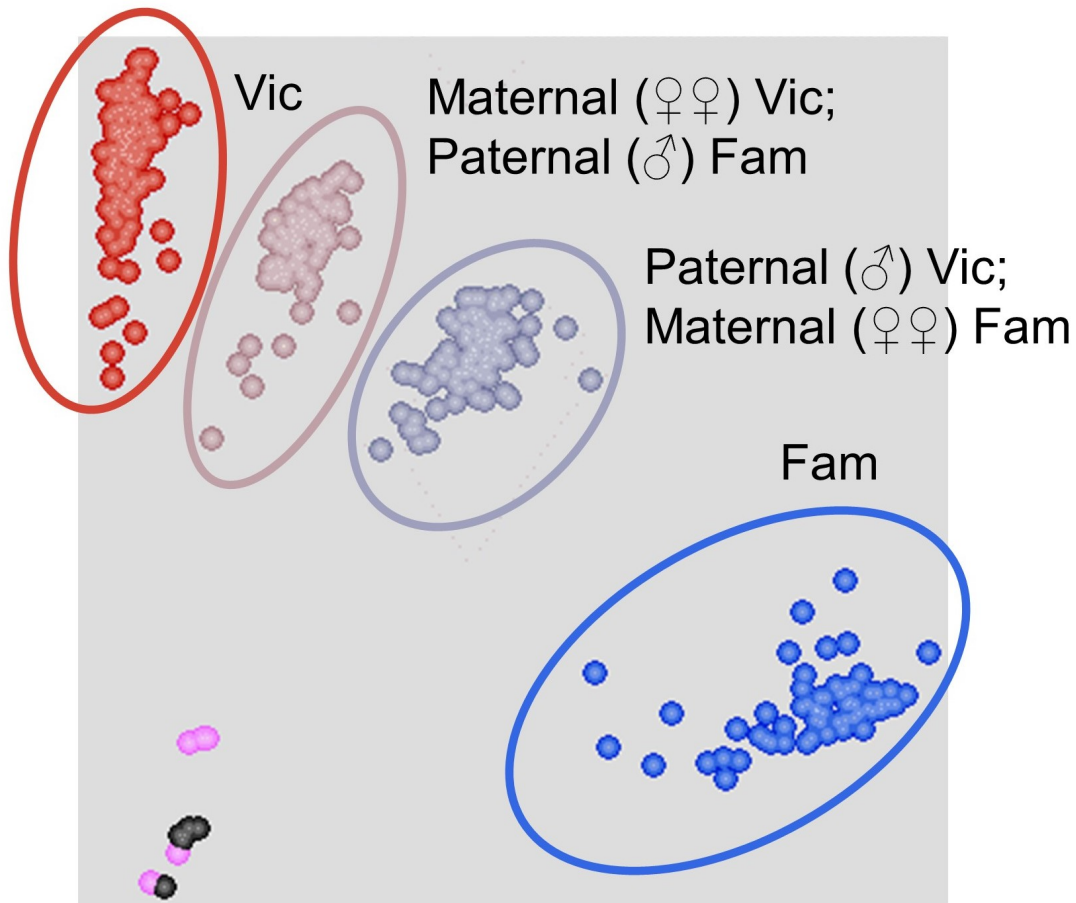 Vic
Maternal (♀♀) Vic;
Paternal (♂) Fam
Paternal (♂) Vic;
Maternal (♀♀) Fam
Fam